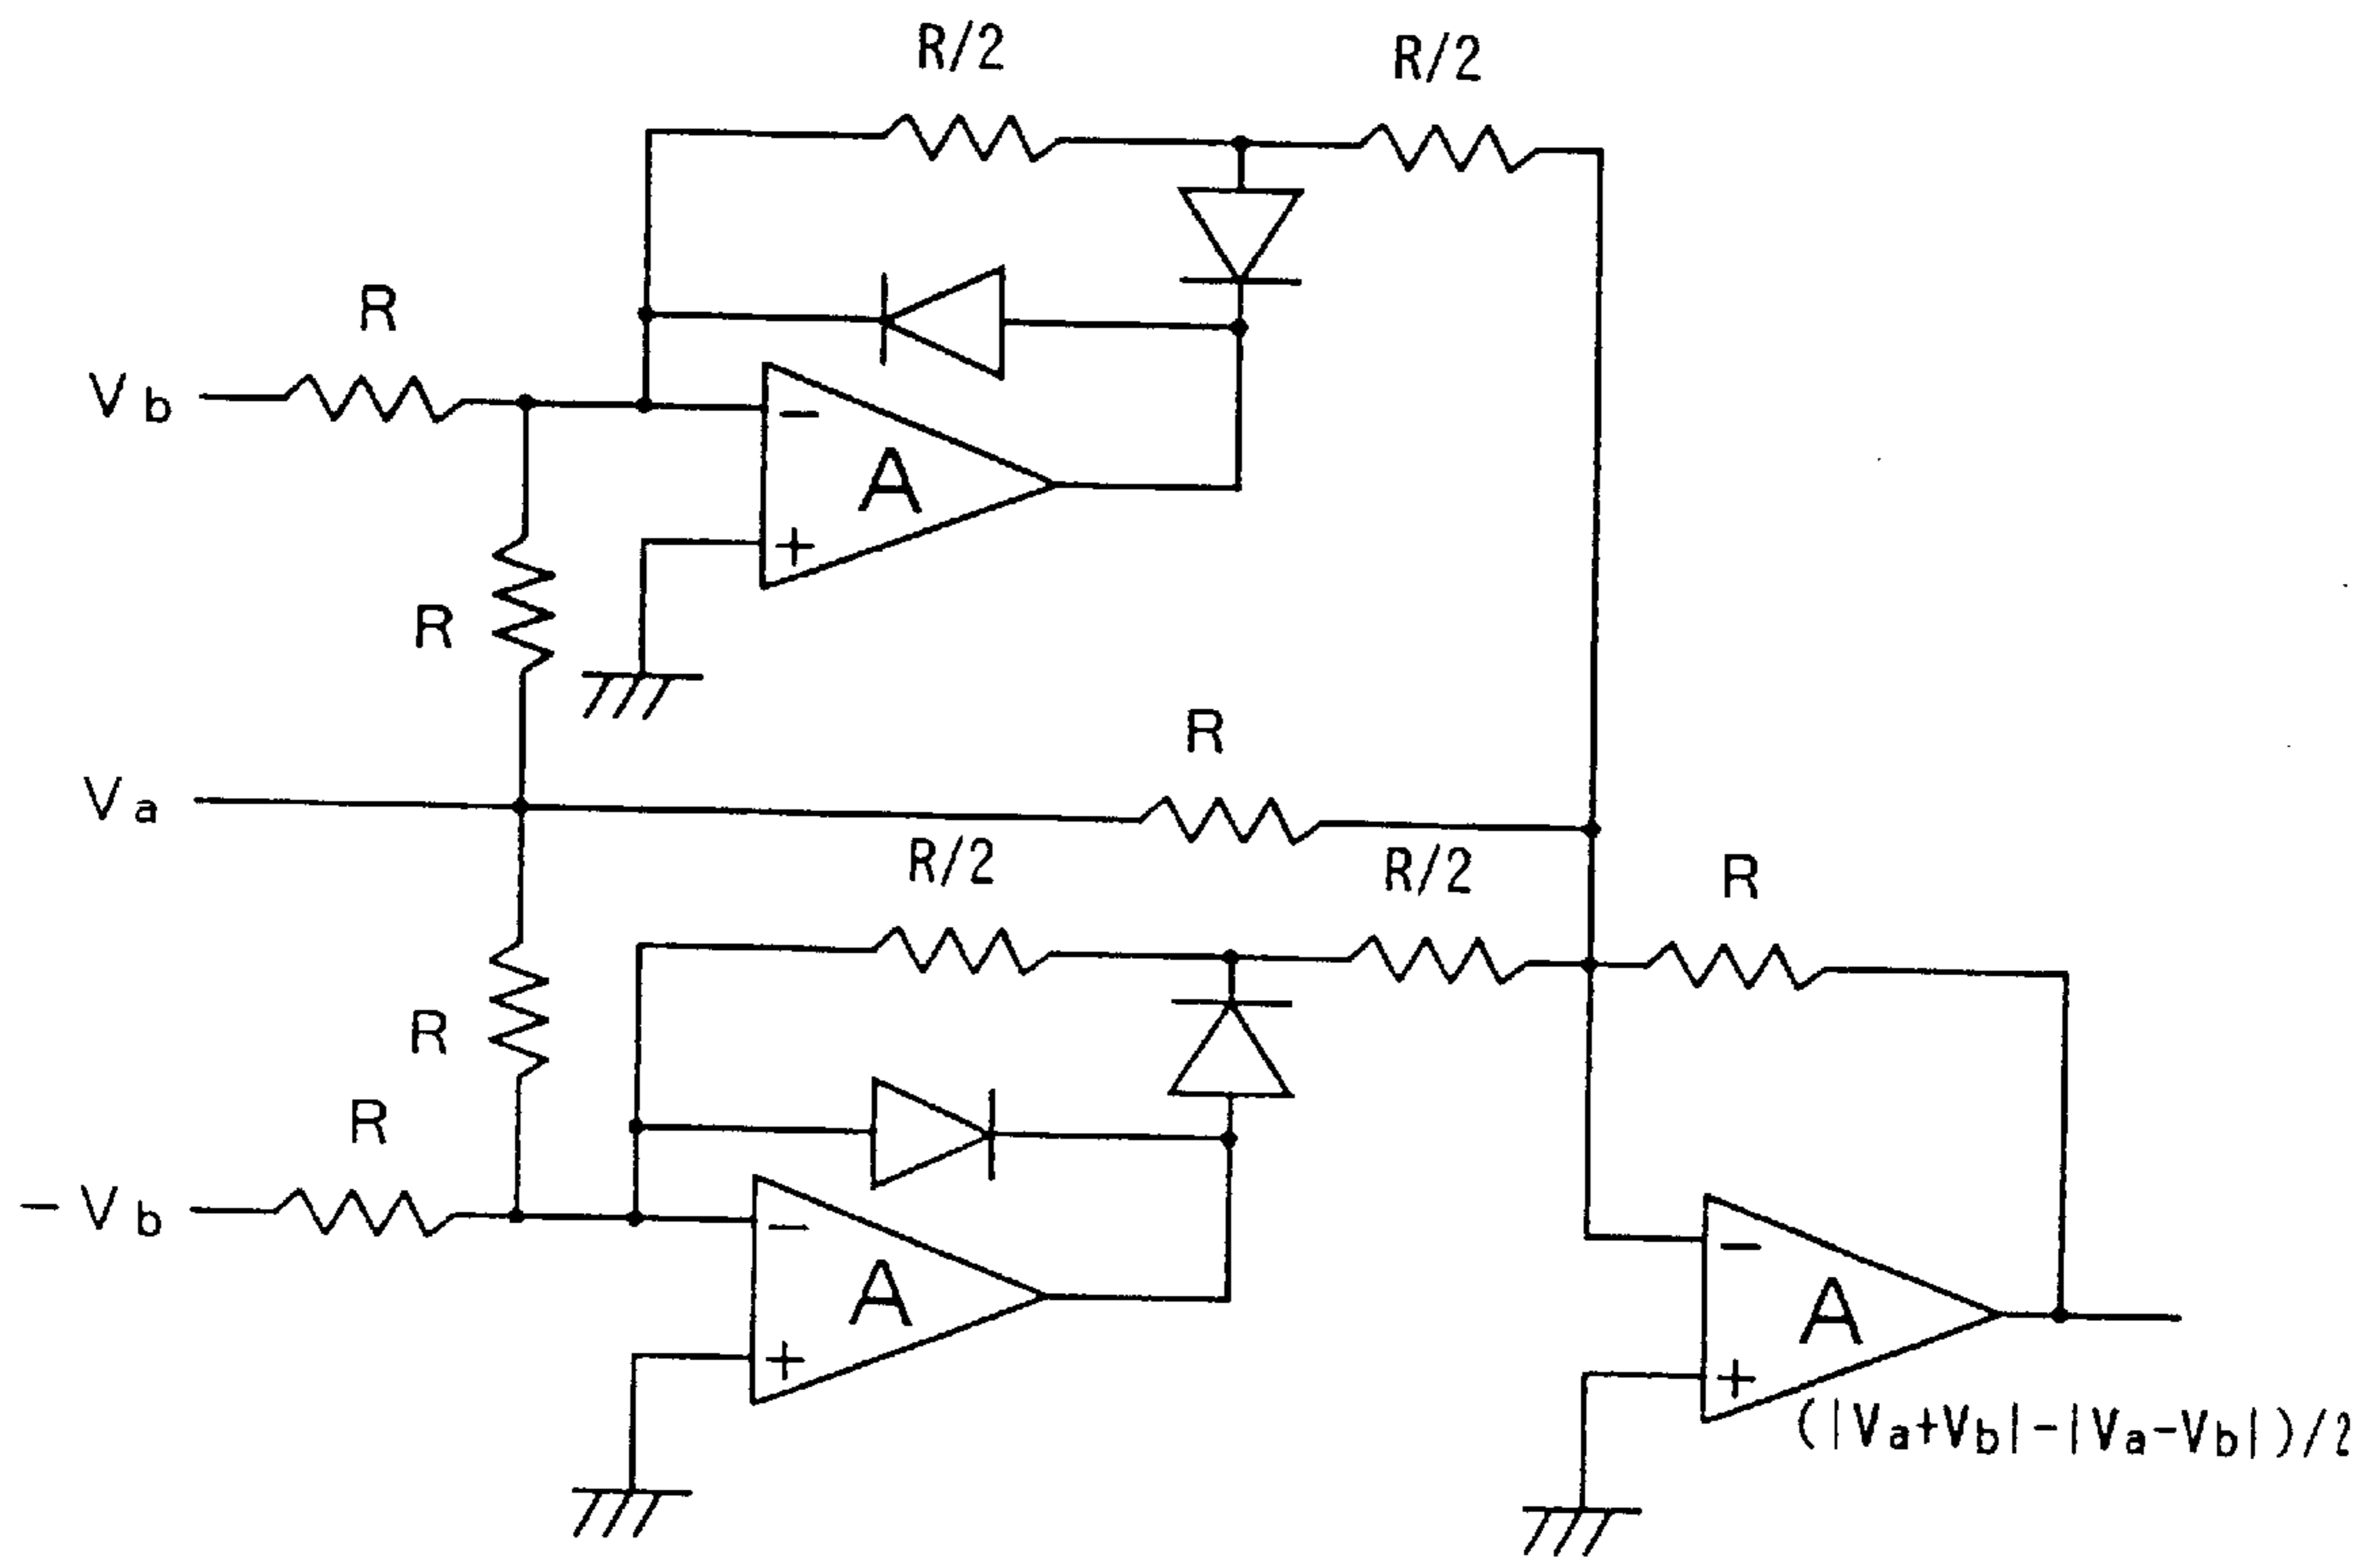 R/2
R/2
R
Vb
−
A
+
R
R
Va
R/2
R/2
R
R
R
−Vb
−
A
+
−
A
+
(|Va+Vb|−|Va−Vb|)/2